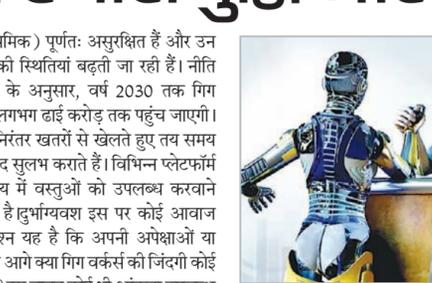 मिक ) पूर्णतः असुरक्षित हैं और उन
की स्थितियां बढ़ती जा रही हैं। नीति
के अनुसार, वर्ष 2030 तक गिग
लगभग ढाई करोड़ तक पहुंच जाएगी।
निरंतर खतरों से खेलते हुए तय समय
सुलभ कराते हैं। विभिन्न प्लेटफॉर्म
में वस्तुओं को उपलब्ध करवाने
है।दुर्भाग्यवश इस पर कोई आवाज
यह है कि अपनी अपेक्षाओं या
आगे क्या गिग वर्कर्स की जिंदगी कोई